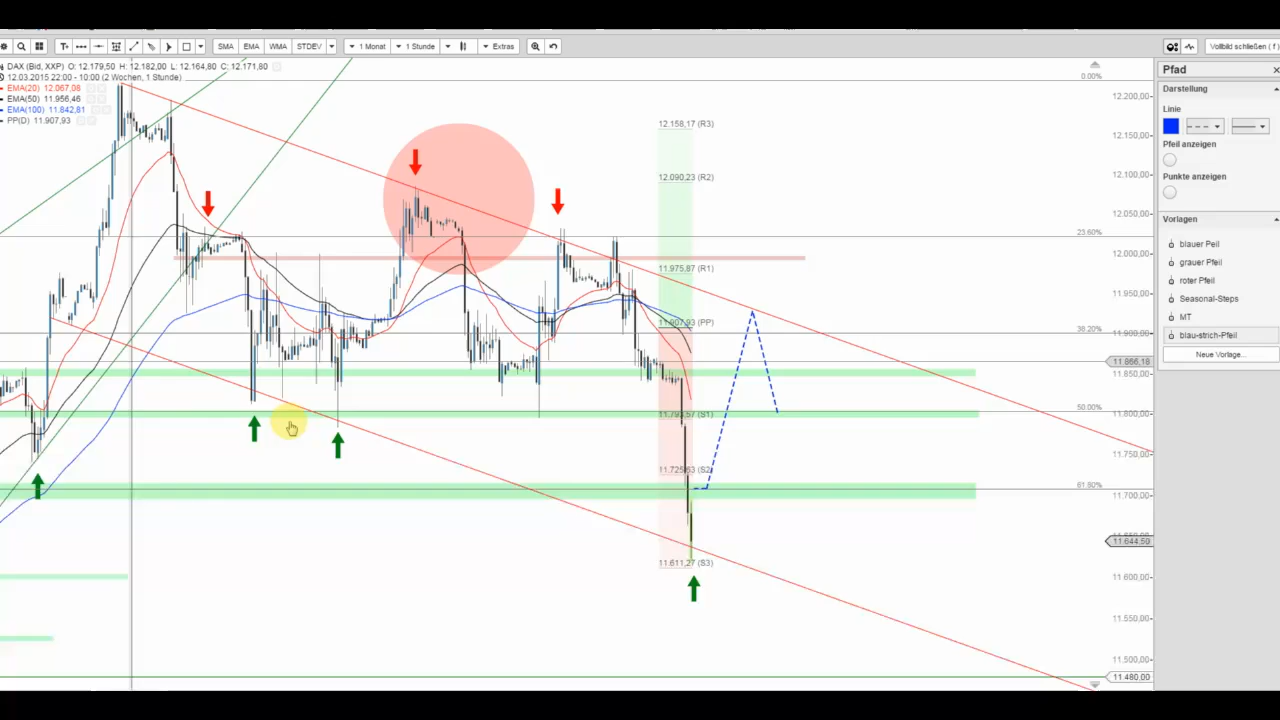 T+
SMA EMA WMA STDEV 1 Monat 1 Stunde Extras
Vollbild schließen ( f )
DAX (Bid, XXP) O: 12.179,50 H: 12.182,00 L: 12.164,80 C: 12.171,80
12.03.2015 22:00 - 10:00 (2 Wochen, 1 Stunde)
EMA(20) 12.067,08
EMA(50) 11.956,46
EMA(100) 11.842,81
PP(D) 11.907,93
12.158,17 (R3)
12.090,23 (R2)
11.975,87 (R1)
11.907,93 (PP)
11.793,57 (S1)
11.725,63 (S2)
11.611,27 (S3)
0.00%
23.60%
38.20%
50.00%
61.80%
12.200,00
12.150,00
12.100,00
12.050,00
12.000,00
11.950,00
11.900,00
11.866,18
11.850,00
11.800,00
11.750,00
11.700,00
11.644,50
11.600,00
11.550,00
11.500,00
11.480,00
Pfad
Darstellung
Linie
Pfeil anzeigen
Punkte anzeigen
Vorlagen
blauer Peil
grauer Pfeil
roter Pfeil
Seasonal-Steps
MT
blau-strich-Pfeil
Neue Vorlage...